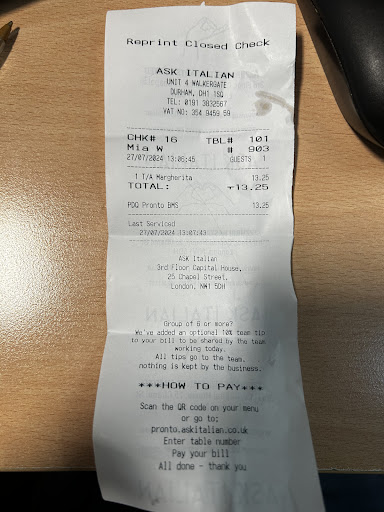 Reprint Closed Check
ASK ITALIAN
UNIT 4 WALKERGATE
DURHAM, DH1 1SQ
TEL: 0191 3832567
VAT NO: 354 9459 59
CHK# 16 TBL# 101
Mia W # 903
27/07/2024 13:06:45 GUESTS 1
1 T/A Marghorita 13.25
TOTAL: 13.25
PDQ Pronto BMS 13.25
Last Serviced
27/07/2024 13:07:43
ASK Italian
3rd Floor Capital House,
25 Chapel Street,
London, NW1 5DH
Group of 6 or more?
We've added an optional 10% team tip
to your bill to be shared by the team
working today.
All tips go to the team.
nothing is kept by the business.
***HOW TO PAY***
Scan the QR code on your menu
or go to:
pronto.askitalian.co.uk
Enter table number
Pay your bill
All done - thank you